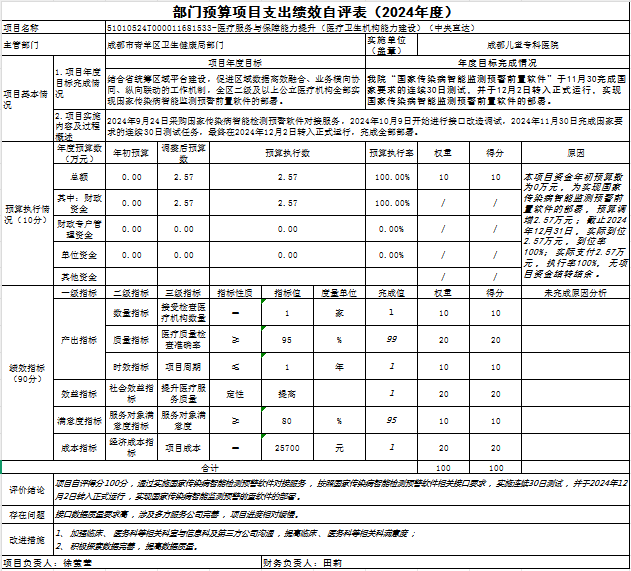 部门预算项目支出绩效自评表（2024年度）
项目名称 51010524T000011681533-医疗服务与保障能力提升（医疗卫生机构能力建设）（中央直达）
主管部门 成都市青羊区卫生健康局部门 实施单位（盖章） 成都儿童专科医院
项目基本情况 1.项目年度目标完成情况 项目年度目标 年度目标完成情况
结合省统筹区域平台建设，促进区域数据高效融合、业务横向协同、纵向联动的工作机制，全区二级及以上公立医疗机构全部实现国家传染病智能监测预警前置软件的部署。
我院“国家传染病智能监测预警前置软件”于11月30完成国家要求的连续30日测试，并于12月2日转入正式运行，实现国家传染病智能监测预警前置软件的部署。
2.项目实施内容及过程概述 2024年9月24日采购国家传染病智能检测预警软件对接服务，2024年10月9日开始进行接口改造调试，2024年11月30日完成国家要求的连续30日测试任务，最终在2024年12月2日转入正式运行，完成全部部署。
预算执行情况（10分） 年度预算数（万元） 年初预算 调整后预算数 预算执行数 预算执行率 权重 得分 原因
总额 0.00 2.57 2.57 100.00% 10 10
其中：财政资金 0.00 2.57 2.57 100.00% / /
财政专户管理资金 0.00 0.00 0.00 0.00% / /
单位资金 0.00 0.00 0.00 0.00% / /
其他资金 / /
本项目资金年初预算数为0万元，为实现国家传染病智能监测预警前置软件的部署，预算调增2.57万元；截止2024年12月31日，实际到位2.57万元，到位率100%；实际支付2.57万元，执行率100%，无项目资金结转结余。
绩效指标（90分） 一级指标 二级指标 三级指标 指标性质 指标值 度量单位 完成值 权重 得分 未完成原因分析
产出指标 数量指标 接受检查医疗机构数量 ＝ 1 家 1 10 10
质量指标 医疗质量检查准确率 ≥ 95 % 99 20 20
时效指标 项目周期 ≤ 1 年 1 10 10
效益指标 社会效益指标 提升医疗服务质量 定性 提高 1 20 20
满意度指标 服务对象满意度指标 服务对象满意度 ≥ 80 % 95 10 10
成本指标 经济成本指标 项目成本 ＝ 25700 元 1 20 20
合计 100 100
评价结论 项目自评得分100分，通过实施国家传染病智能检测预警软件对接服务，按照国家传染病智能监测预警软件相关接口要求，实施连续30日测试，并于2024年12月2日转入正式运行，实现国家传染病智能监测预警前置软件的部署。
存在问题 接口数据质量要求高，涉及多方服务公司完善，项目进度相对缓慢。
改进措施 1、加强临床、医务科等相关科室与信息科及第三方公司沟通，提高临床、医务科等相关科满意度；
2、积极探索数据完善，提高数据质量。
项目负责人：徐莹莹 财务负责人：田莉